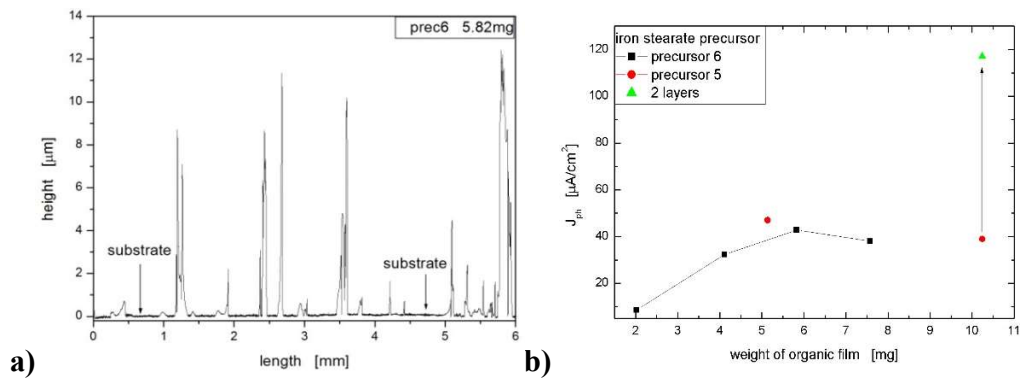 prec6 5.82mg
14
12
10
8
6
4
2
0
height [µm]
substrate
substrate
0 1 2 3 4 5 6
length [mm]
a)
iron stearate precursor
precursor 6
precursor 5
2 layers
120
100
80
60
40
20
J_ph [µA/cm²]
2 3 4 5 6 7 8 9 10 11
weight of organic film [mg]
b)